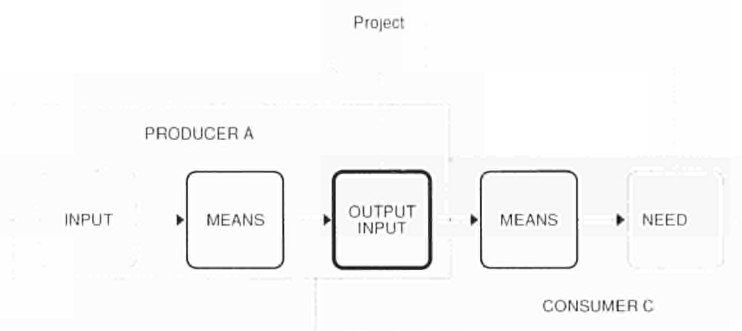 Project
PRODUCER A
INPUT
MEANS
OUTPUT
INPUT
MEANS
NEED
CONSUMER C